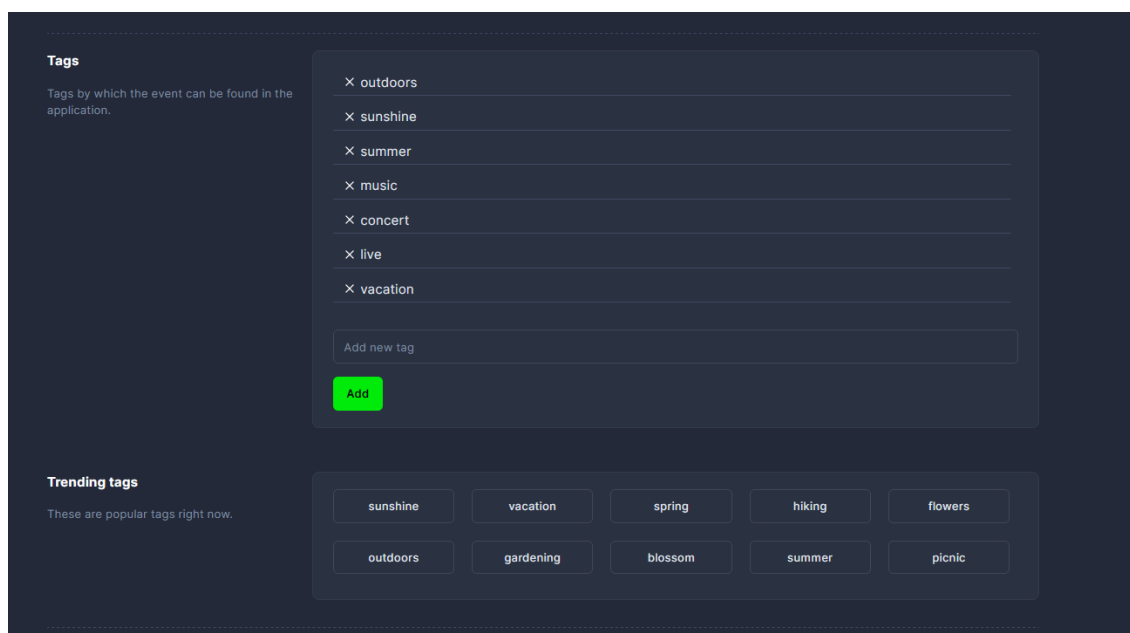 Tags
Tags by which the event can be found in the
application.
× outdoors
× sunshine
× summer
× music
× concert
× live
× vacation
Add new tag
Add
Trending tags
These are popular tags right now.
sunshine vacation spring hiking flowers
outdoors gardening blossom summer picnic